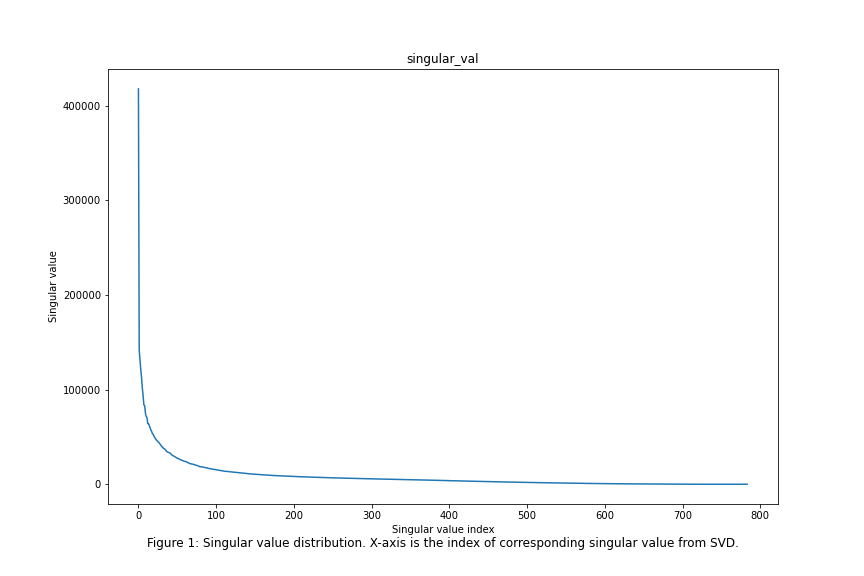 singular_val
400000
300000
200000
100000
0
Singular value
0 100 200 300 400 500 600 700 800
Singular value index
Figure 1: Singular value distribution. X-axis is the index of corresponding singular value from SVD.